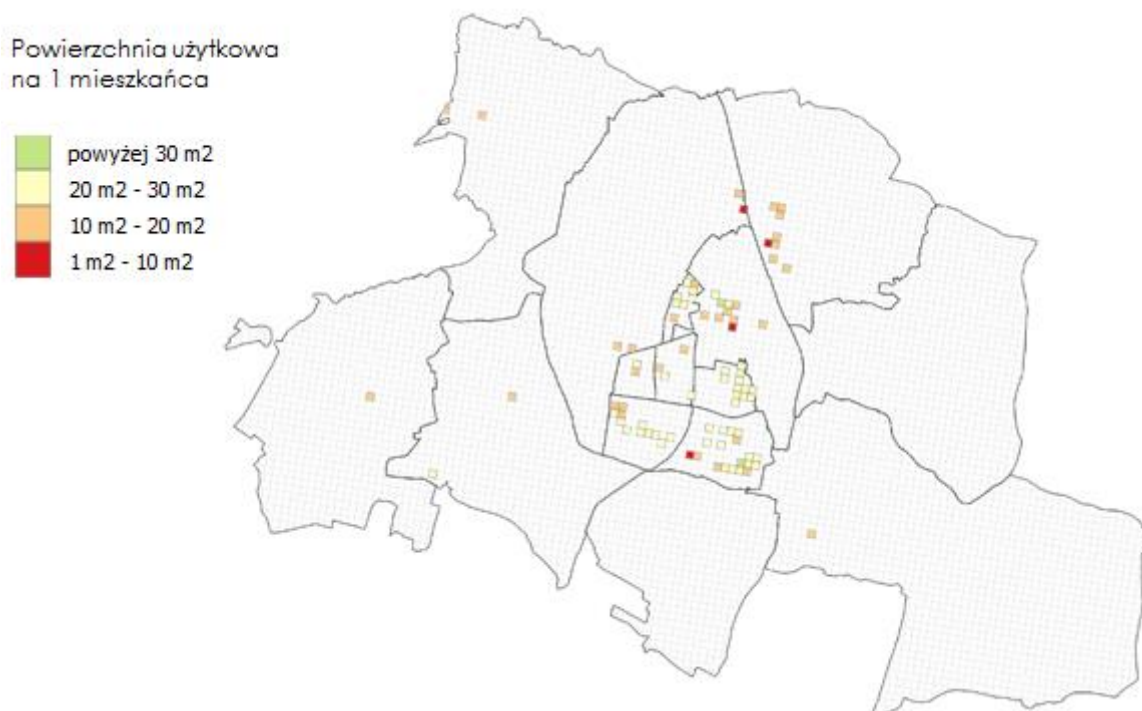 Powierzchnia użytkowa
na 1 mieszkańca
powyżej 30 m2
20 m2 - 30 m2
10 m2 - 20 m2
1 m2 - 10 m2